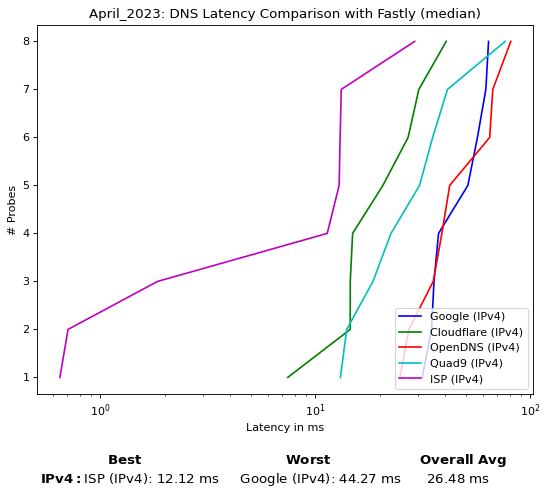 April_2023: DNS Latency Comparison with Fastly (median)
# Probes
8
7
6
5
4
3
2
1
Google (IPv4)
Cloudflare (IPv4)
OpenDNS (IPv4)
Quad9 (IPv4)
ISP (IPv4)
10⁰ 10¹ 10²
Latency in ms
Best Worst Overall Avg
IPv4: ISP (IPv4): 12.12 ms Google (IPv4): 44.27 ms 26.48 ms